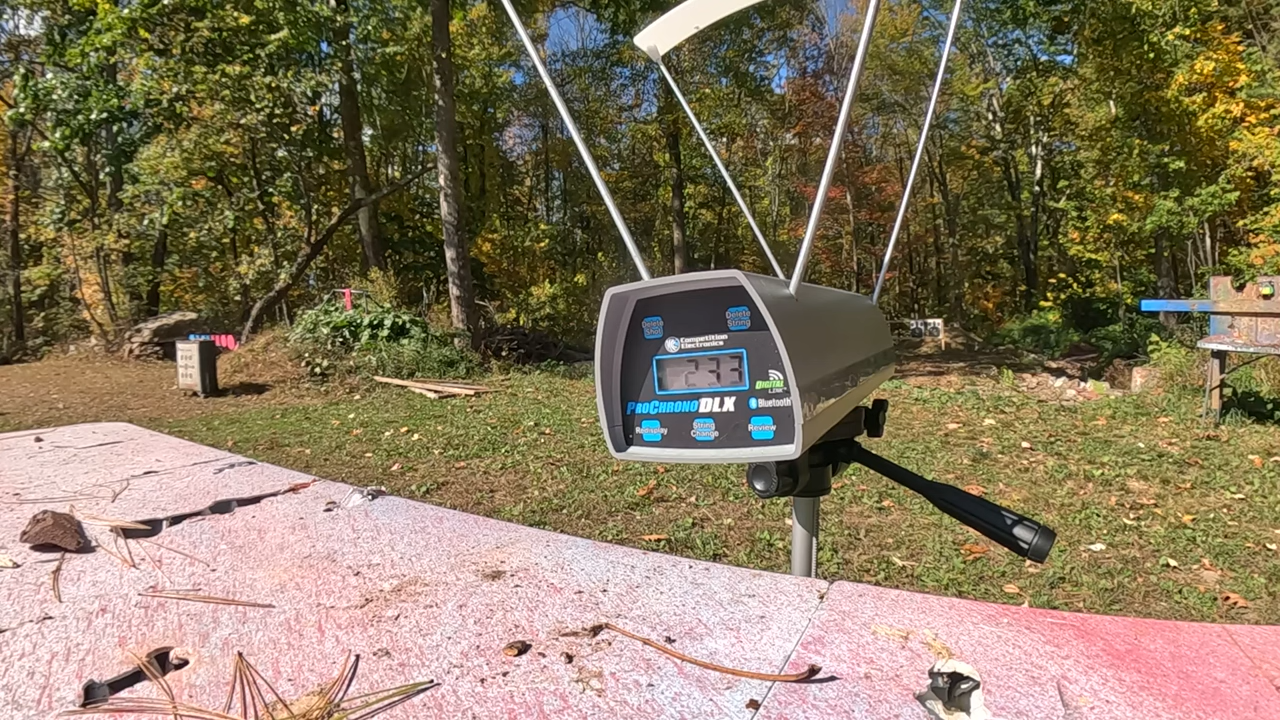 Delete
Shot
Delete
String
Competition
Electronics
233
DIGITAL
LINK
PROCHRONO DLX
Bluetooth
Redisplay
String
Change
Review